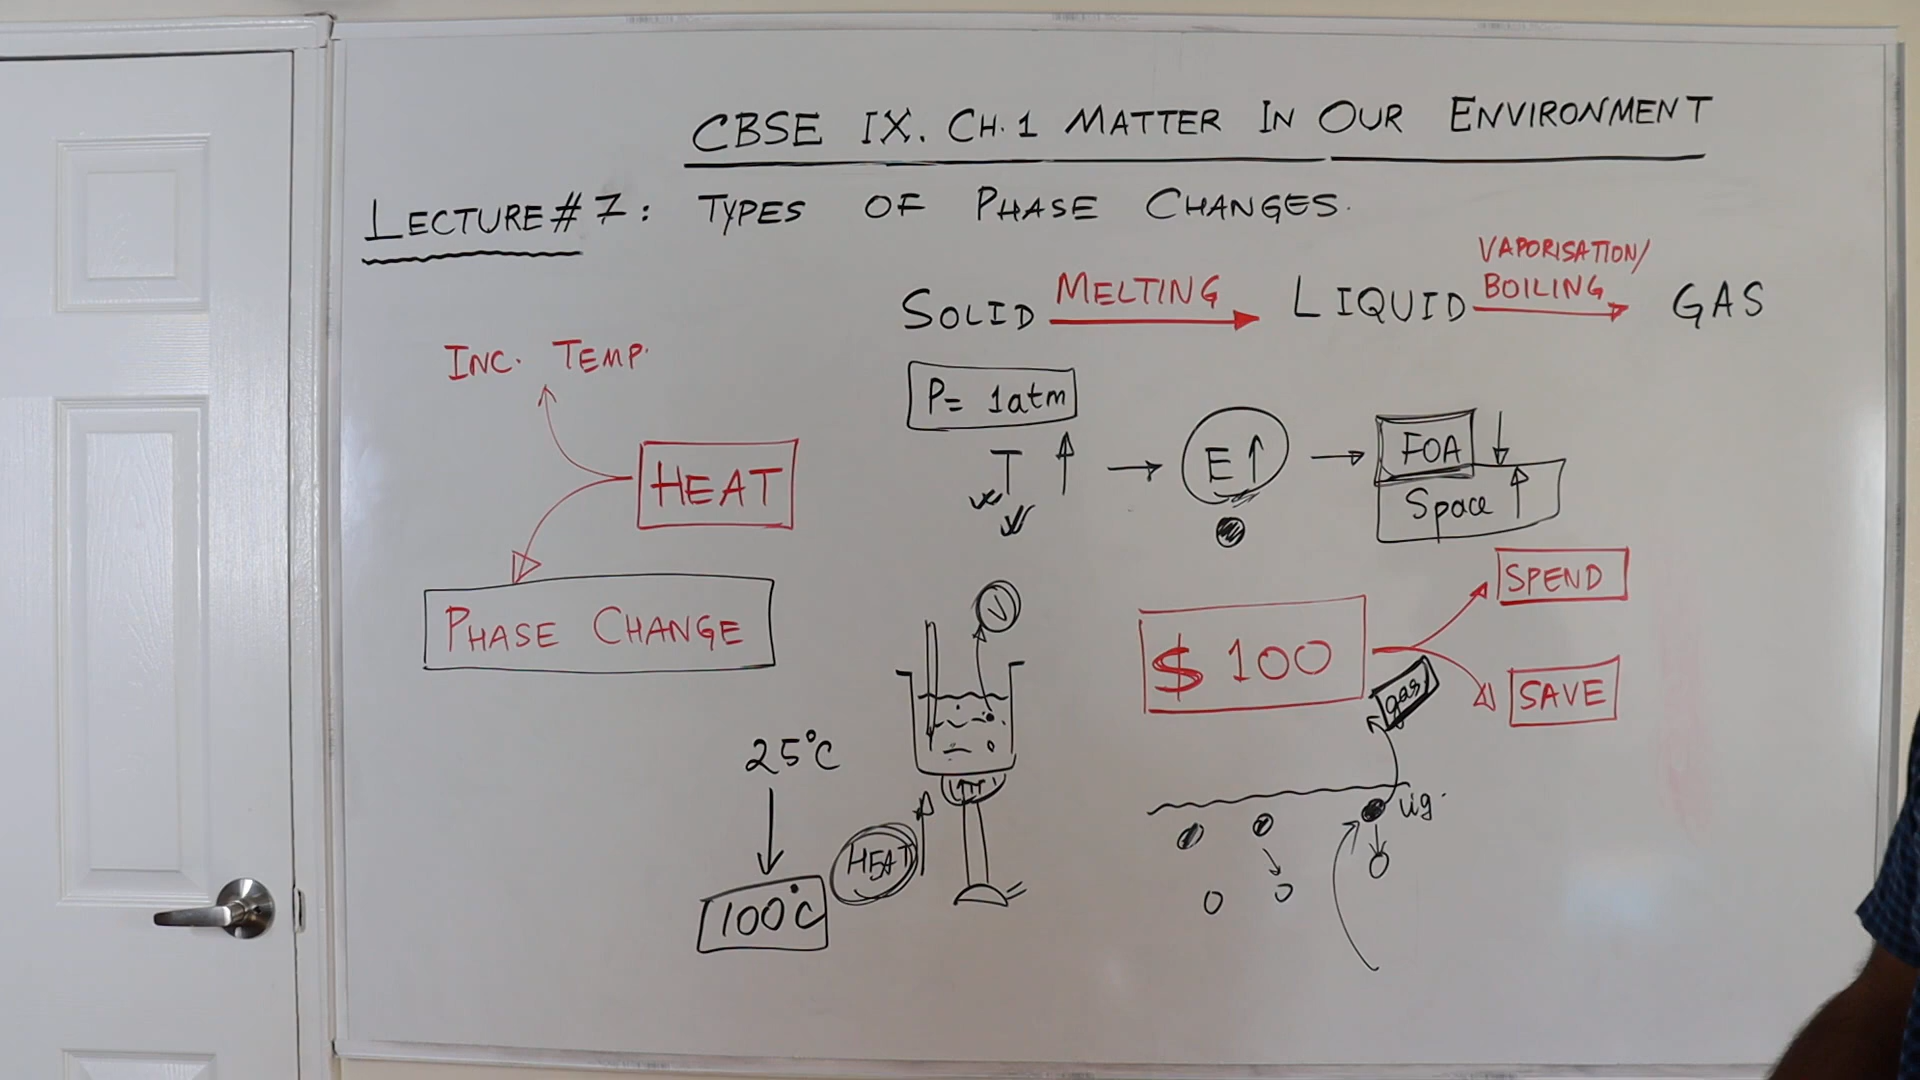 CBSE IX. CH.1 MATTER IN OUR ENVIRONMENT
LECTURE # 7: TYPES OF PHASE CHANGES.
SOLID MELTING LIQUID VAPORISATION/ BOILING GAS
INC. TEMP.
HEAT
PHASE CHANGE
P= 1atm
T E FOA
Space
$ 100
SPEND
SAVE
gas
liq.
25°C
100°C
HEAT